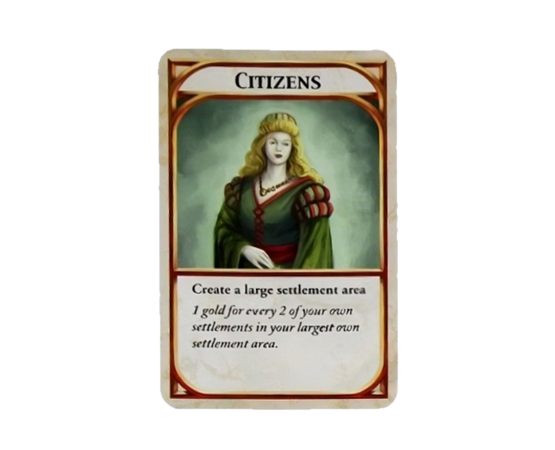 CITIZENS
Create a large settlement area
1 gold for every 2 of your own
settlements in your largest own
settlement area.